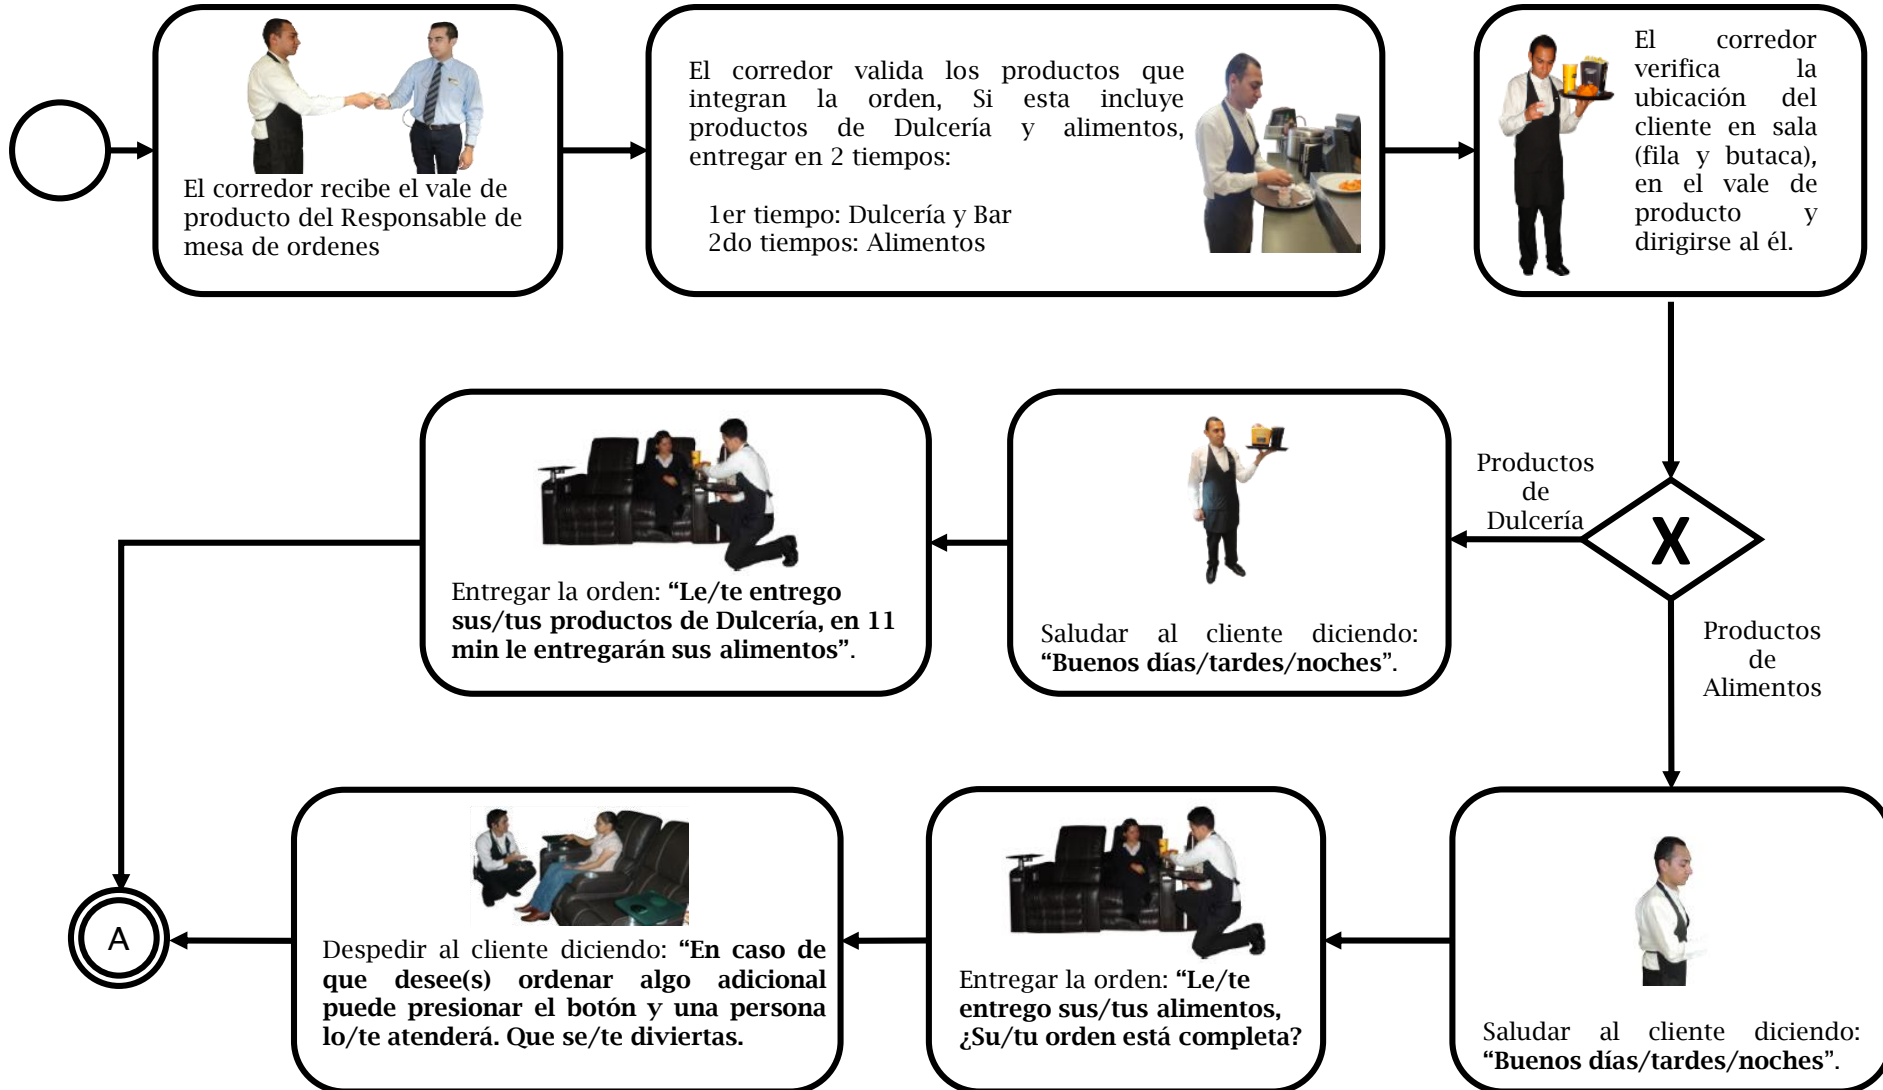 El corredor recibe el vale de
producto del Responsable de
mesa de ordenes
El corredor valida los productos que
integran la orden, Si esta incluye
productos de Dulcería y alimentos,
entregar en 2 tiempos:
1er tiempo: Dulcería y Bar
2do tiempos: Alimentos
El corredor
verifica la
ubicación del
cliente en sala
(fila y butaca),
en el vale de
producto y
dirigirse al él.
X
Productos
de
Dulcería
Productos
de
Alimentos
Saludar al cliente diciendo:
“Buenos días/tardes/noches”.
Entregar la orden: “Le/te entrego
sus/tus productos de Dulcería, en 11
min le entregarán sus alimentos”.
Saludar al cliente diciendo:
“Buenos días/tardes/noches”.
Entregar la orden: “Le/te
entrego sus/tus alimentos,
¿Su/tu orden está completa?
Despedir al cliente diciendo: “En caso de
que desee(s) ordenar algo adicional
puede presionar el botón y una persona
lo/te atenderá. Que se/te diviertas.
A